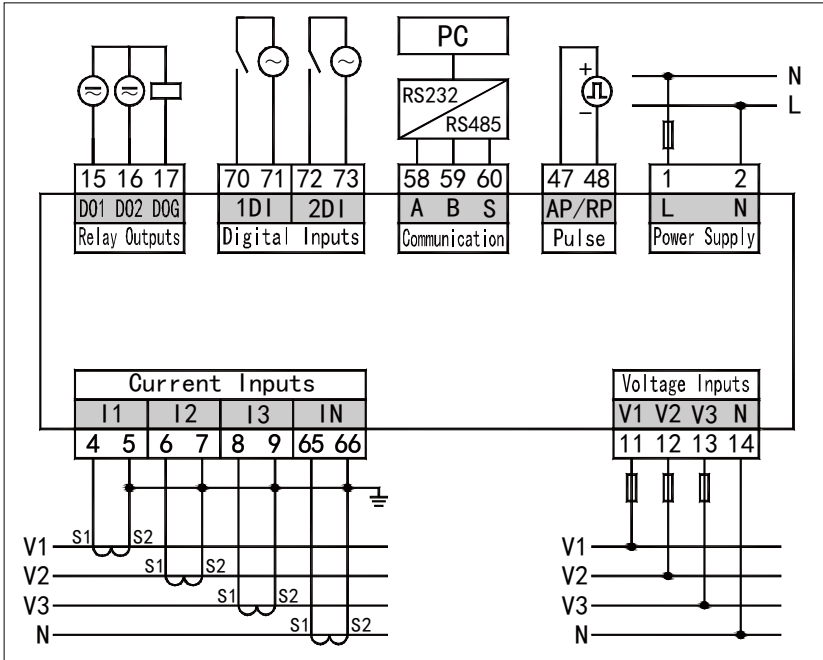 PC
RS232
RS485
N
L
15 16 17
DO1 DO2 DOG
Relay Outputs
70 71 72 73
1DI 2DI
Digital Inputs
58 59 60
A B S
Communication
47 48
AP/RP
Pulse
+
−
1 2
L N
Power Supply
Current Inputs
I1 I2 I3 IN
4 5 6 7 8 9 65 66
Voltage Inputs
V1 V2 V3 N
11 12 13 14
V1 S1 S2
V2 S1 S2
V3 S1 S2
N S1 S2
V1
V2
V3
N